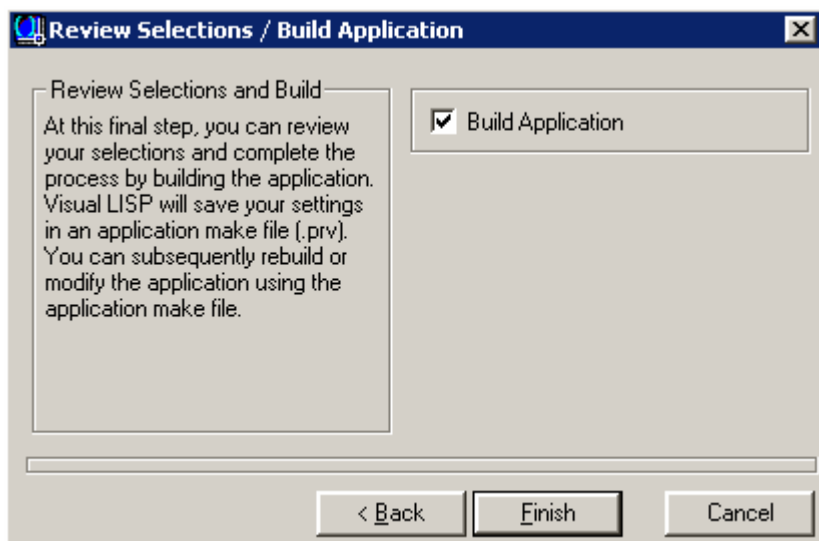 Review Selections / Build Application
Review Selections and Build
At this final step, you can review
your selections and complete the
process by building the application.
Visual LISP will save your settings
in an application make file (.prv).
You can subsequently rebuild or
modify the application using the
application make file.
Build Application
< Back
Finish
Cancel